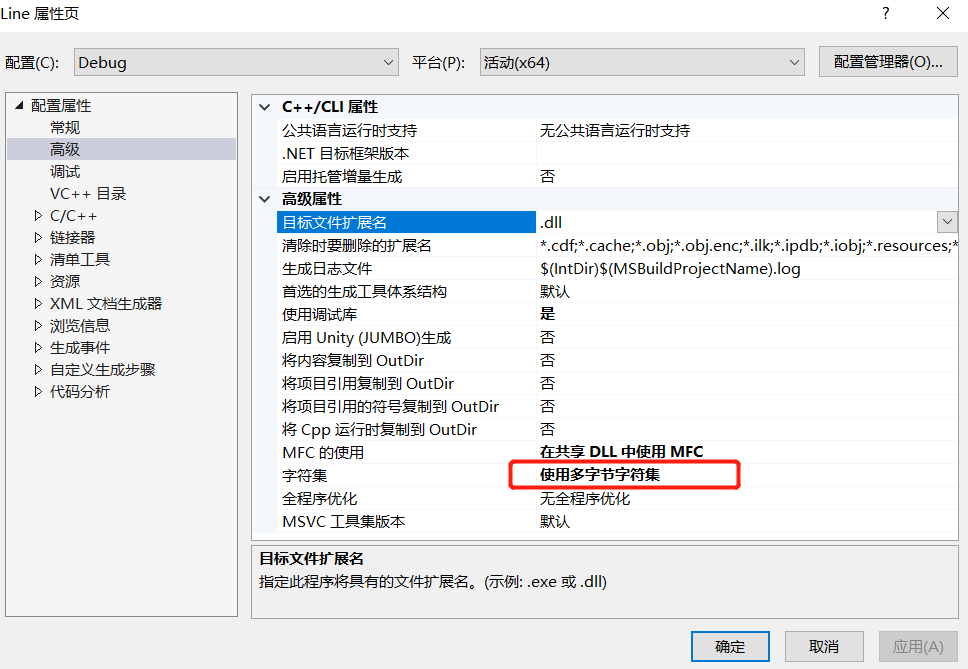 Line 属性页
配置(C): Debug 平台(P): 活动(x64) 配置管理器(O)...
配置属性
常规
高级
调试
VC++ 目录
C/C++
链接器
清单工具
资源
XML 文档生成器
浏览信息
生成事件
自定义生成步骤
代码分析
C++/CLI 属性
公共语言运行时支持 无公共语言运行时支持
.NET 目标框架版本
启用托管增量生成 否
高级属性
目标文件扩展名 .dll
清除时要删除的扩展名 *.cdf;*.cache;*.obj;*.obj.enc;*.ilk;*.ipdb;*.iobj;*.resources;*
生成日志文件 $(IntDir)$(MSBuildProjectName).log
首选的生成工具体系结构 默认
使用调试库 是
启用 Unity (JUMBO)生成 否
将内容复制到 OutDir 否
将项目引用复制到 OutDir 否
将项目引用的符号复制到 OutDir 否
将 Cpp 运行时复制到 OutDir 否
MFC 的使用 在共享 DLL 中使用 MFC
字符集 使用多字节字符集
全程序优化 无全程序优化
MSVC 工具集版本 默认
目标文件扩展名
指定此程序将具有的文件扩展名。(示例: .exe 或 .dll)
确定 取消 应用(A)